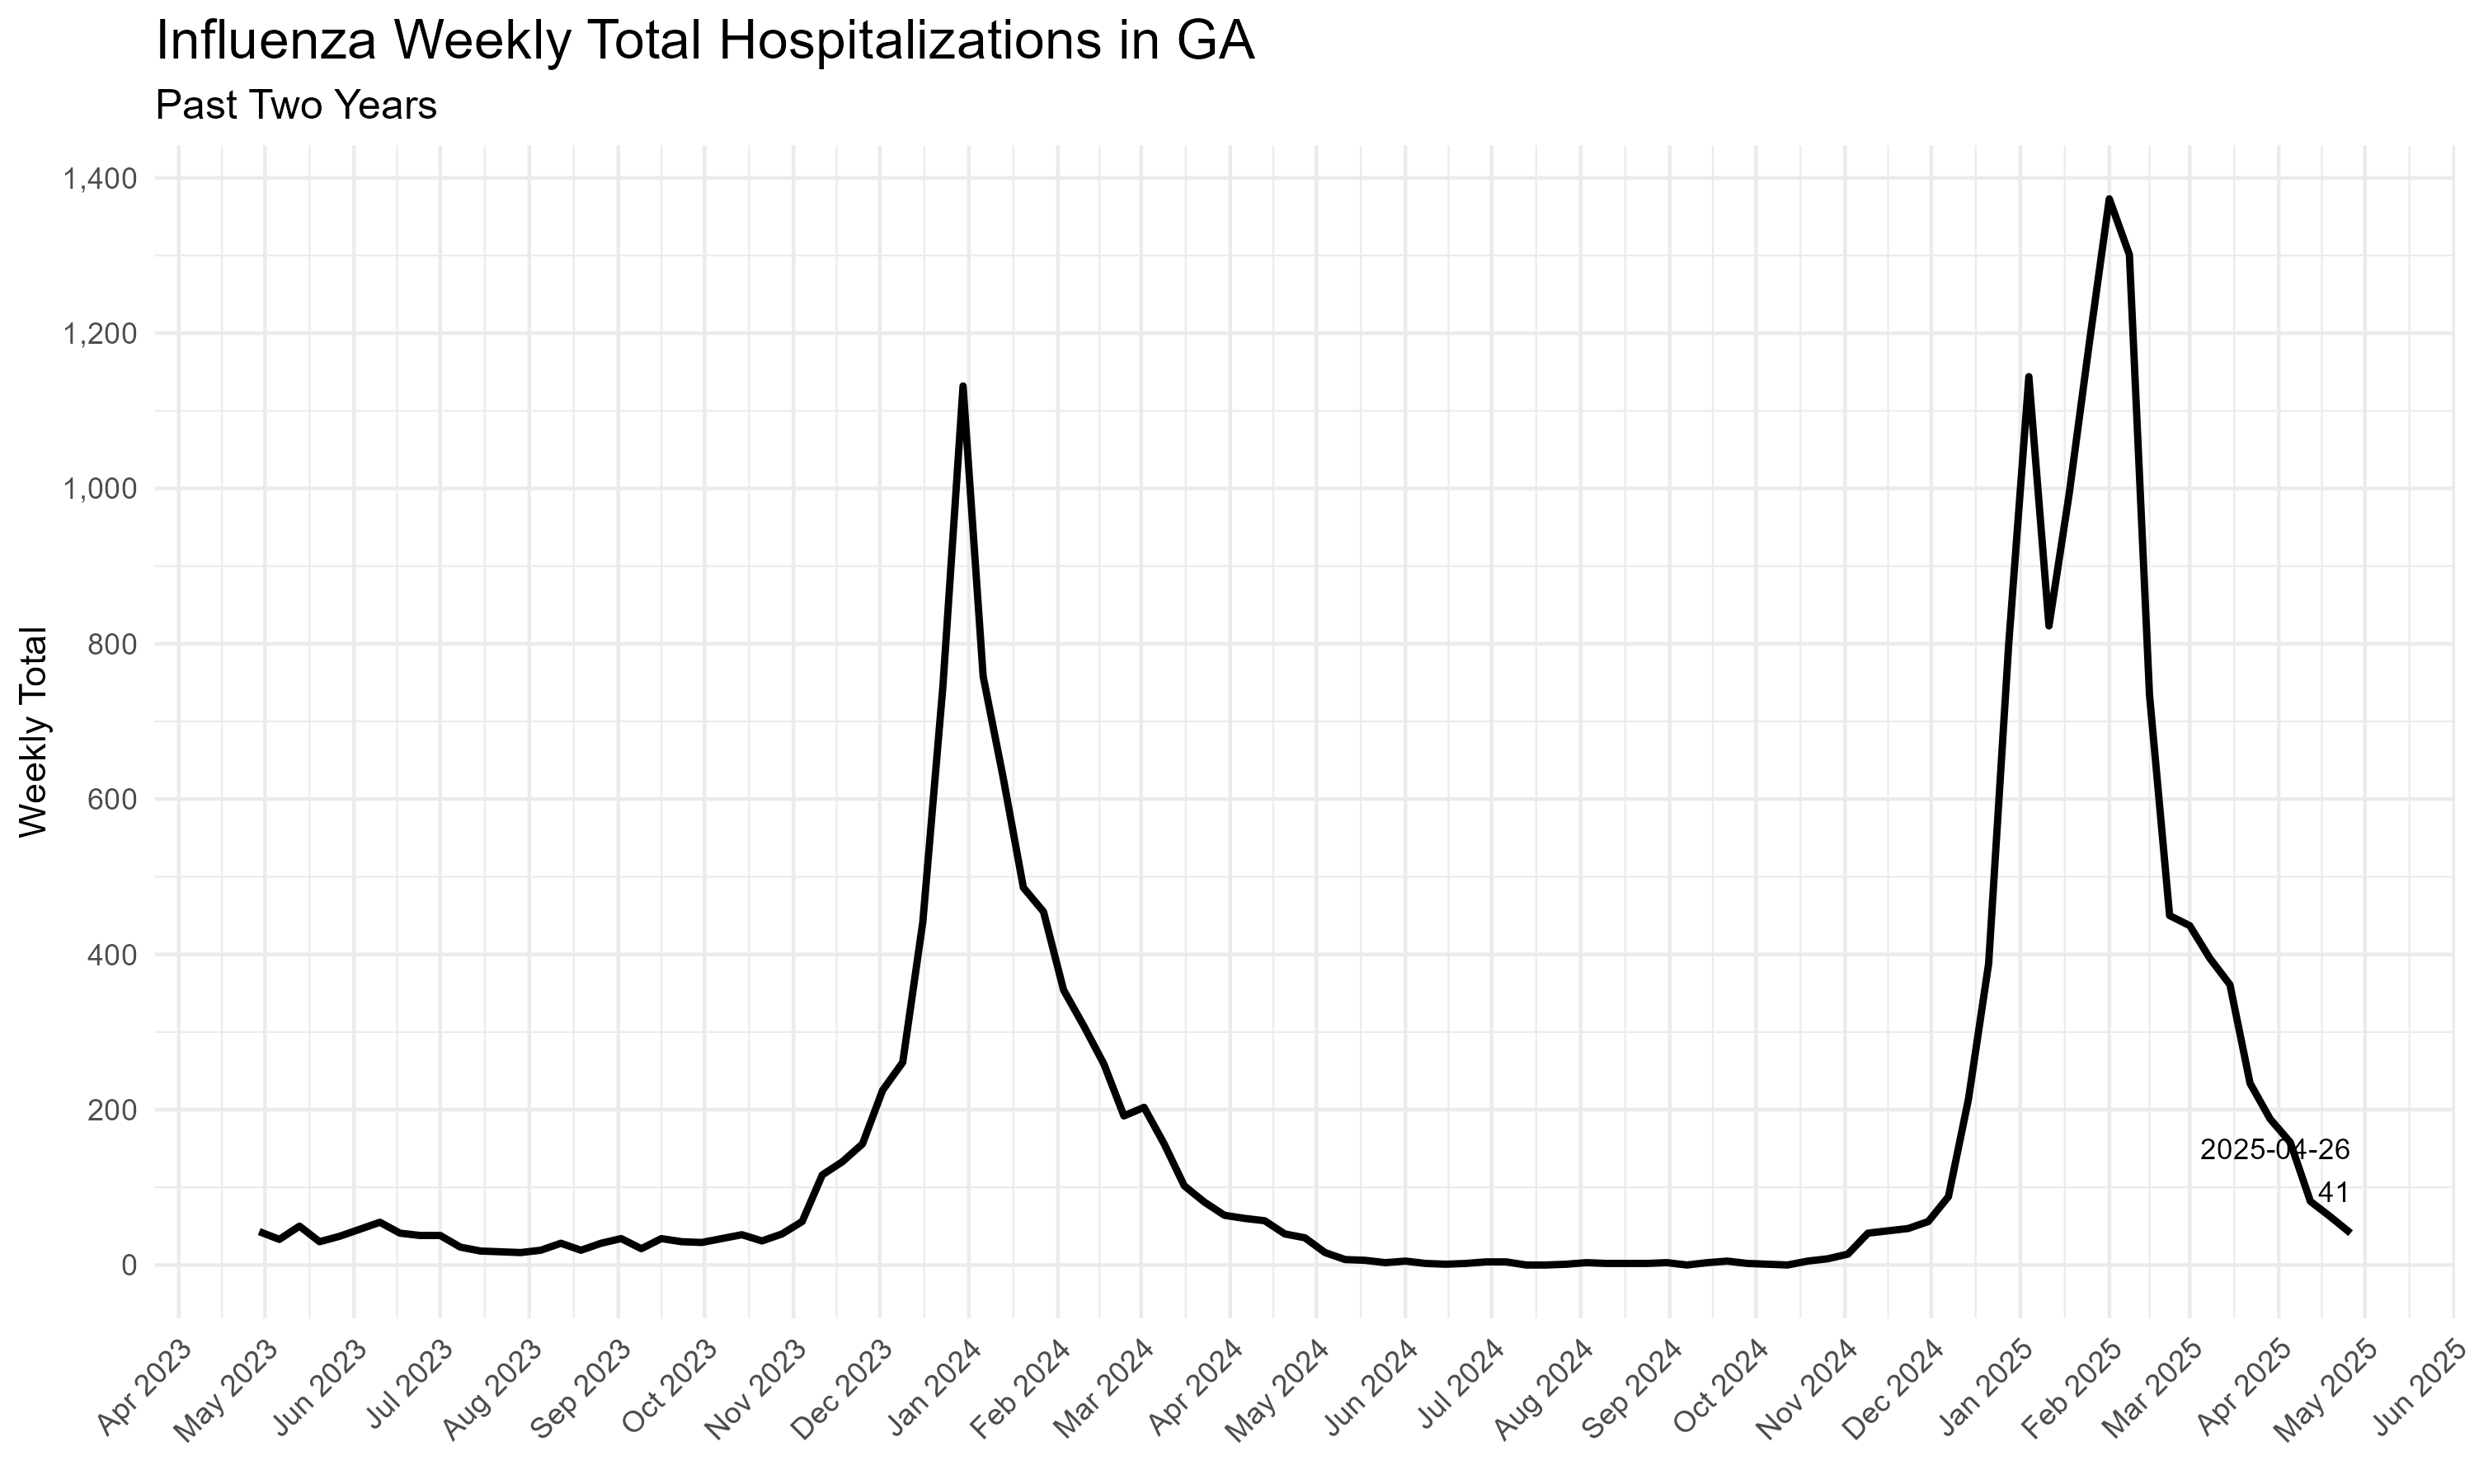 Influenza Weekly Total Hospitalizations in GA
Past Two Years
1,400
1,200
1,000
800
600
400
200
0
Weekly Total
2025-04-26
41
Apr 2023
May 2023
Jun 2023
Jul 2023
Aug 2023
Sep 2023
Oct 2023
Nov 2023
Dec 2023
Jan 2024
Feb 2024
Mar 2024
Apr 2024
May 2024
Jun 2024
Jul 2024
Aug 2024
Sep 2024
Oct 2024
Nov 2024
Dec 2024
Jan 2025
Feb 2025
Mar 2025
Apr 2025
May 2025
Jun 2025